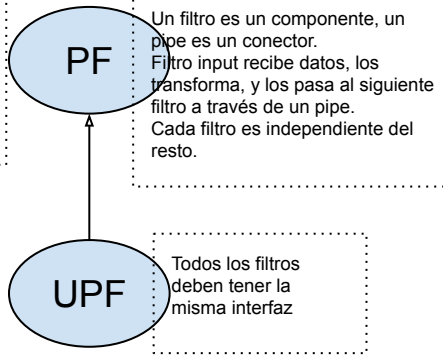 PF
Un filtro es un componente, un
pipe es un conector.
Filtro input recibe datos, los
transforma, y los pasa al siguiente
filtro a través de un pipe.
Cada filtro es independiente del
resto.
UPF
Todos los filtros
deben tener la
misma interfaz